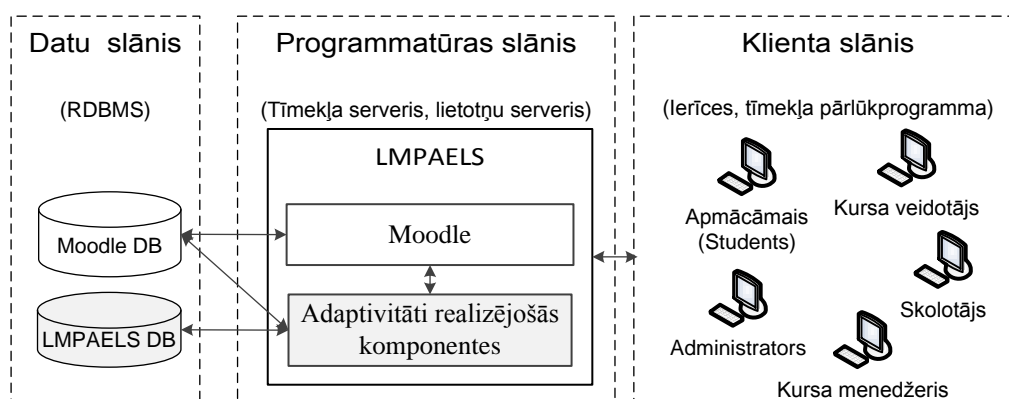 Datu slānis
(RDBMS)
Moodle DB
LMPAELS DB
Programmatūras slānis
(Tīmekļa serveris, lietotņu serveris)
LMPAELS
Moodle
Adaptivitāti realizējošās
komponentes
Klienta slānis
(Ierīces, tīmekļa pārlūkprogramma)
Apmācāmais
(Students)
Kursa veidotājs
Skolotājs
Administrators
Kursa menedžeris